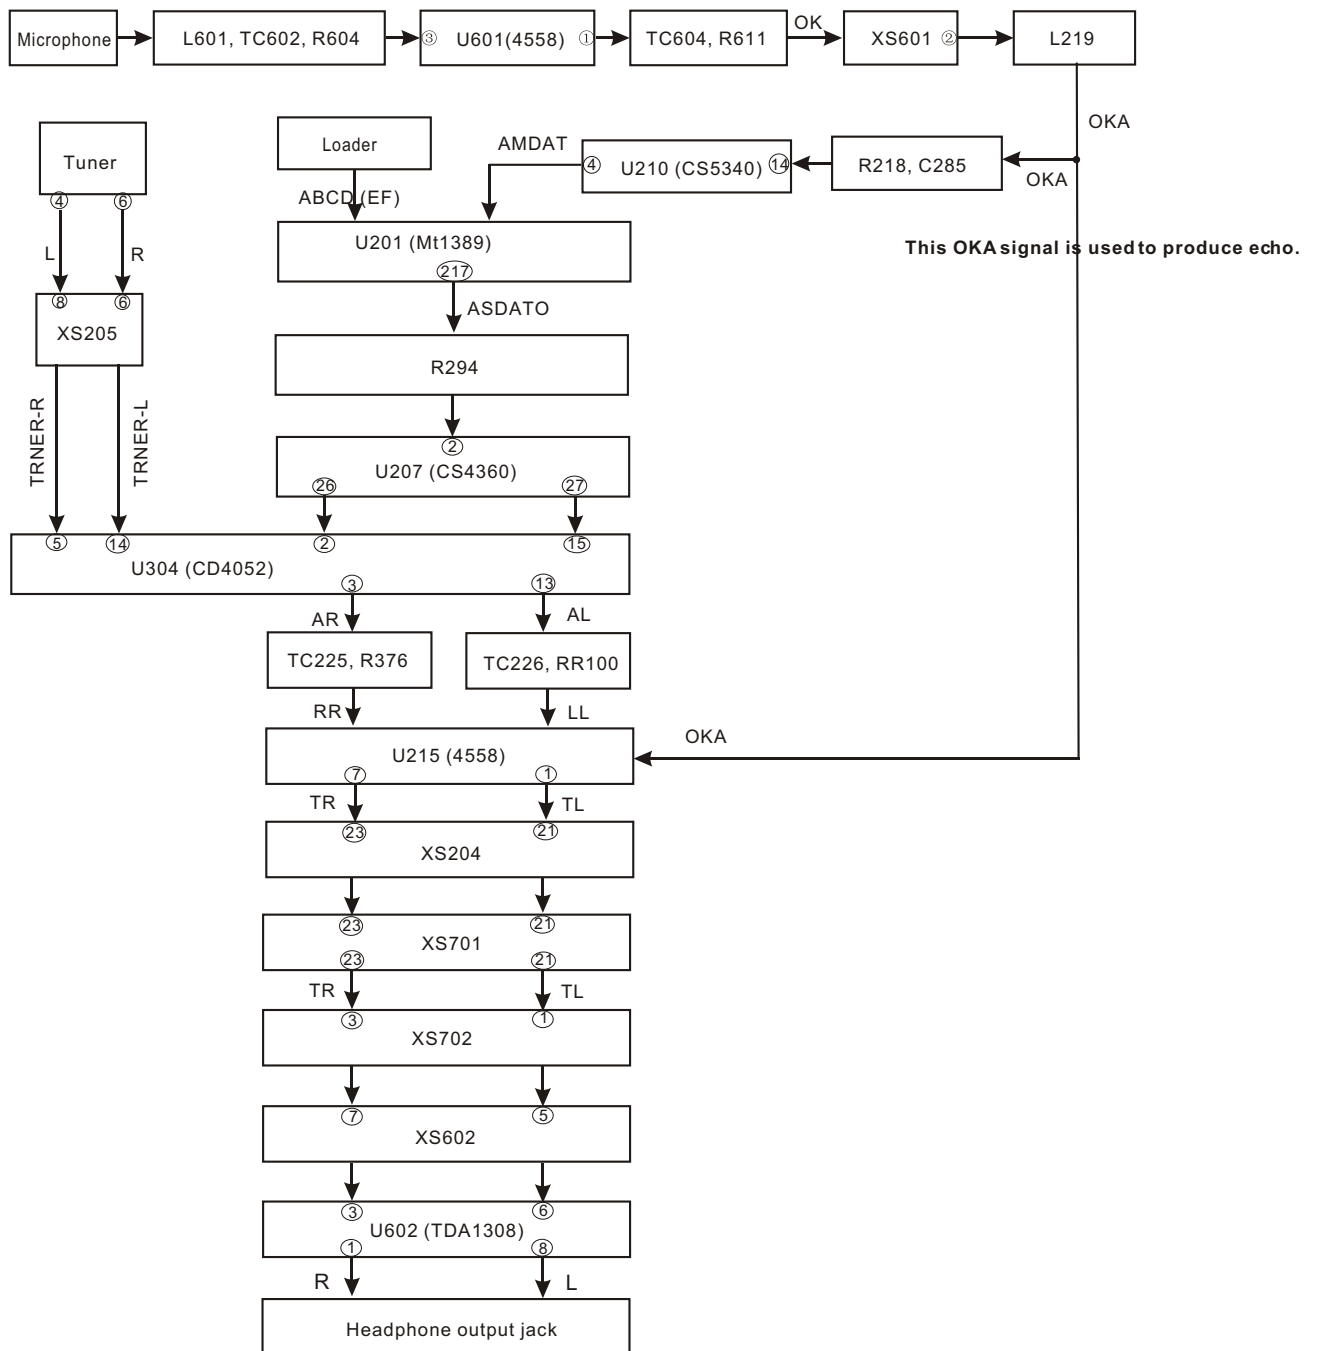 Microphone
L601, TC602, R604
③ U601(4558) ①
TC604, R611
OK
XS601 ②
L219
OKA
Tuner
④ ⑥
L R
⑧ ⑥
XS205
TRNER-R
TRNER-L
Loader
ABCD (EF)
AMDAT
④ U210 (CS5340) ⑭
R218, C285
OKA
This OKA signal is used to produce echo.
U201 (Mt1389)
217
ASDATO
R294
②
U207 (CS4360)
26 27
⑤ ⑭ ② ⑮
U304 (CD4052)
③ ⑬
AR AL
TC225, R376
TC226, RR100
RR LL
OKA
U215 (4558)
⑦ ①
TR TL
23 21
XS204
23 21
XS701
23 21
TR TL
③ ①
XS702
⑦ ⑤
XS602
③ ⑥
U602 (TDA1308)
① ⑧
R L
Headphone output jack